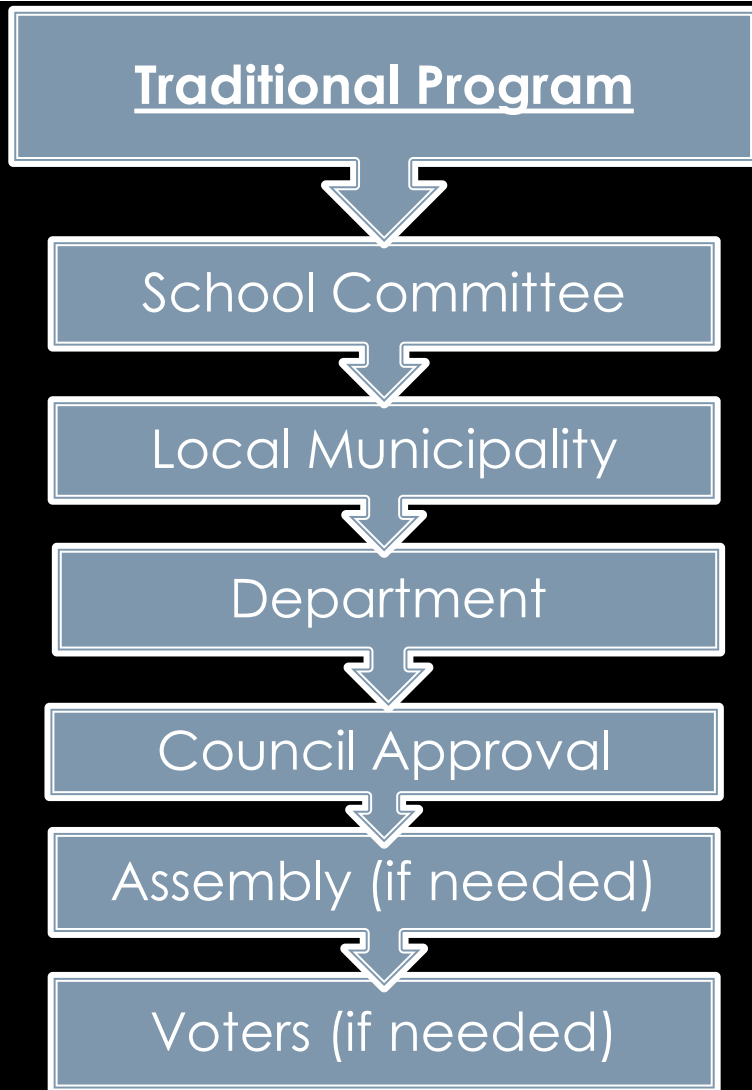 Traditional Program
School Committee
Local Municipality
Department
Council Approval
Assembly (if needed)
Voters (if needed)